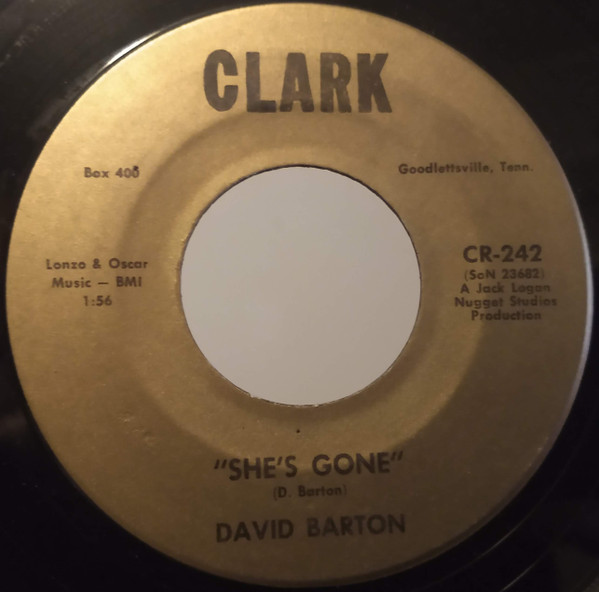 CLARK
Box 400
Goodlettsville, Tenn.
Lonzo & Oscar
Music — BMI
1:56
CR-242
(SoN 23682)
A Jack Logan
Nugget Studios
Production
"SHE'S GONE"
(D. Barton)
DAVID BARTON